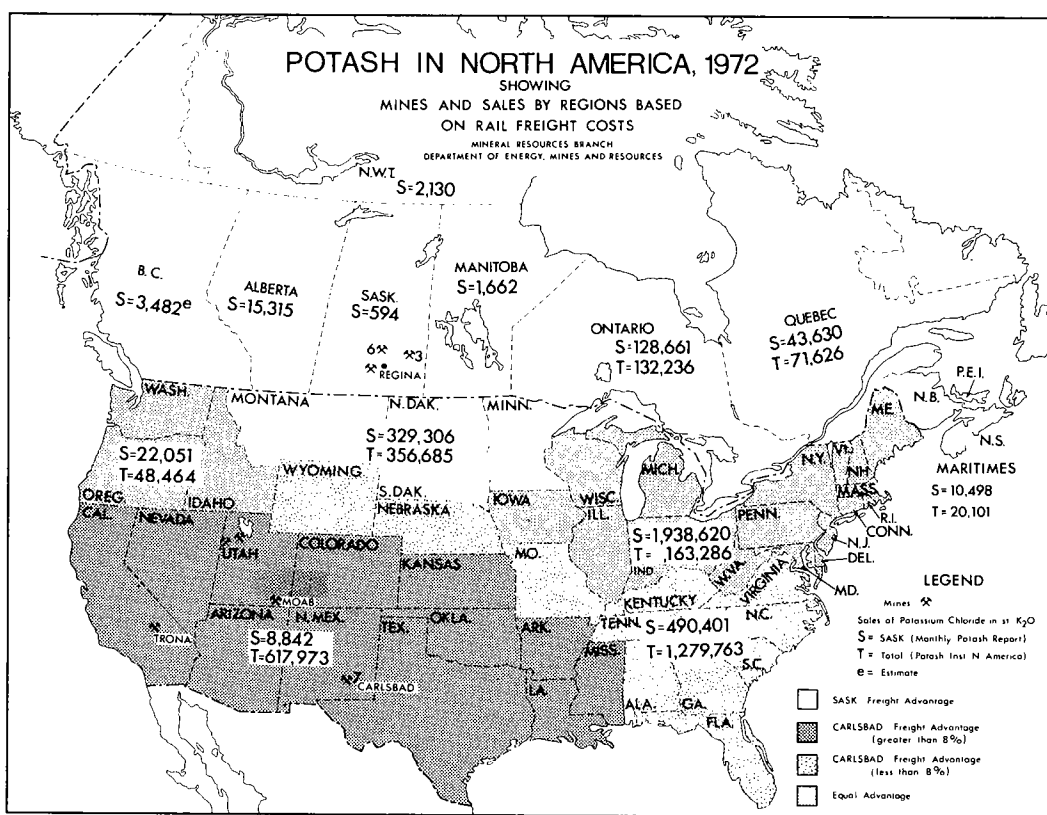 POTASH IN NORTH AMERICA, 1972
SHOWING
MINES AND SALES BY REGIONS BASED
ON RAIL FREIGHT COSTS
MINERAL RESOURCES BRANCH
DEPARTMENT OF ENERGY, MINES AND RESOURCES
N.W.T.
S=2,130
B.C.
S=3,482e
ALBERTA
S=15,315
SASK.
S=594
MANITOBA
S=1,662
ONTARIO
S=128,661
T=132,236
QUEBEC
S=43,630
T=71,626
6
3
REGINA
P.E.I.
N.B.
N.S.
MARITIMES
S=10,498
T=20,101
WASH.
MONTANA
N.DAK.
MINN.
S=329,306
T=356,685
S=22,051
T=48,464
OREG.
IDAHO
WYOMING
S.DAK.
NEBRASKA
IOWA
WISC.
MICH.
N.Y.
Vt.
NH
ME.
MASS.
R.I.
CONN.
CAL.
NEVADA
UTAH
COLORADO
KANSAS
MO.
ILL.
S=1,938,620
T= 163,286
IND
PENN.
N.J.
DEL.
MD.
W.VA.
VIRGINIA
KENTUCKY
MOAB
TRONA
ARIZONA
N.MEX.
S=8,842
T=617,973
7
CARLSBAD
TEX.
OKLA.
ARK.
LA.
MISS.
TENN.
S=490,401
T=1,279,763
N.C.
S.C.
ALA.
GA.
FLA.
LEGEND
Mines
Sales of Potassium Chloride in st K2O
S= SASK (Monthly Potash Report)
T= Total (Potash Inst N America)
e= Estimate
SASK Freight Advantage
CARLSBAD Freight Advantage
(greater than 8%)
CARLSBAD Freight Advantage
(less than 8%)
Equal Advantage